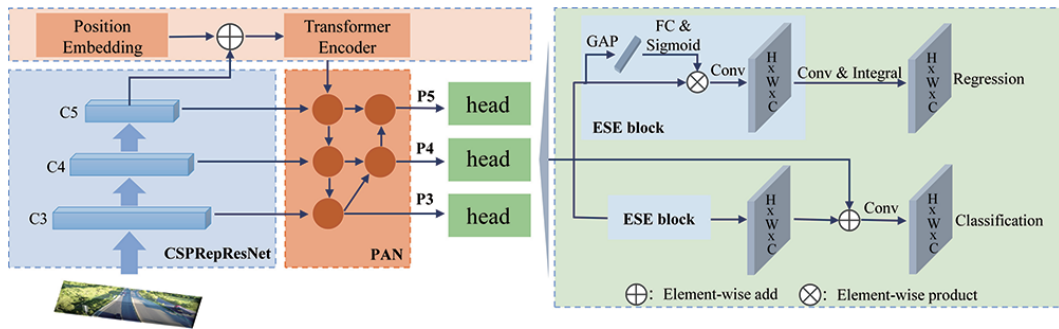 Position
Embedding
Transformer
Encoder
C5
C4
C3
CSPRepResNet
PAN
P5
P4
P3
head
head
head
GAP
FC &
Sigmoid
Conv
H
x
W
x
C
ESE block
Conv & Integral
H
x
W
x
C
Regression
ESE block
H
x
W
x
C
Conv
H
x
W
x
C
Classification
: Element-wise add
: Element-wise product